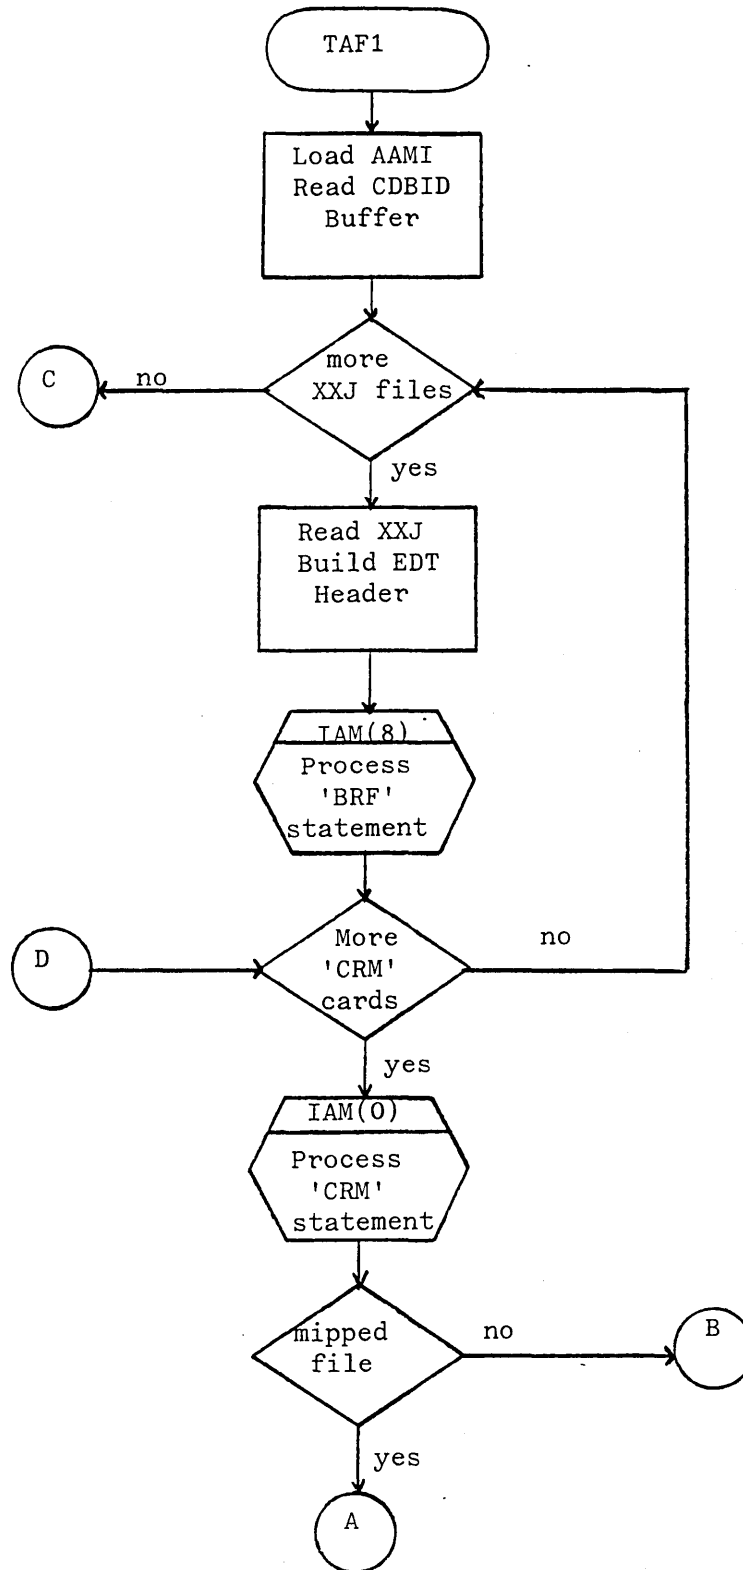 TAF1
Load AAMI
Read CDBID
Buffer
more
XXJ files
C
no
yes
Read XXJ
Build EDT
Header
IAM(8)
Process
'BRF'
statement
D
More
'CRM'
cards
no
yes
IAM(0)
Process
'CRM'
statement
mipped
file
no
B
yes
A